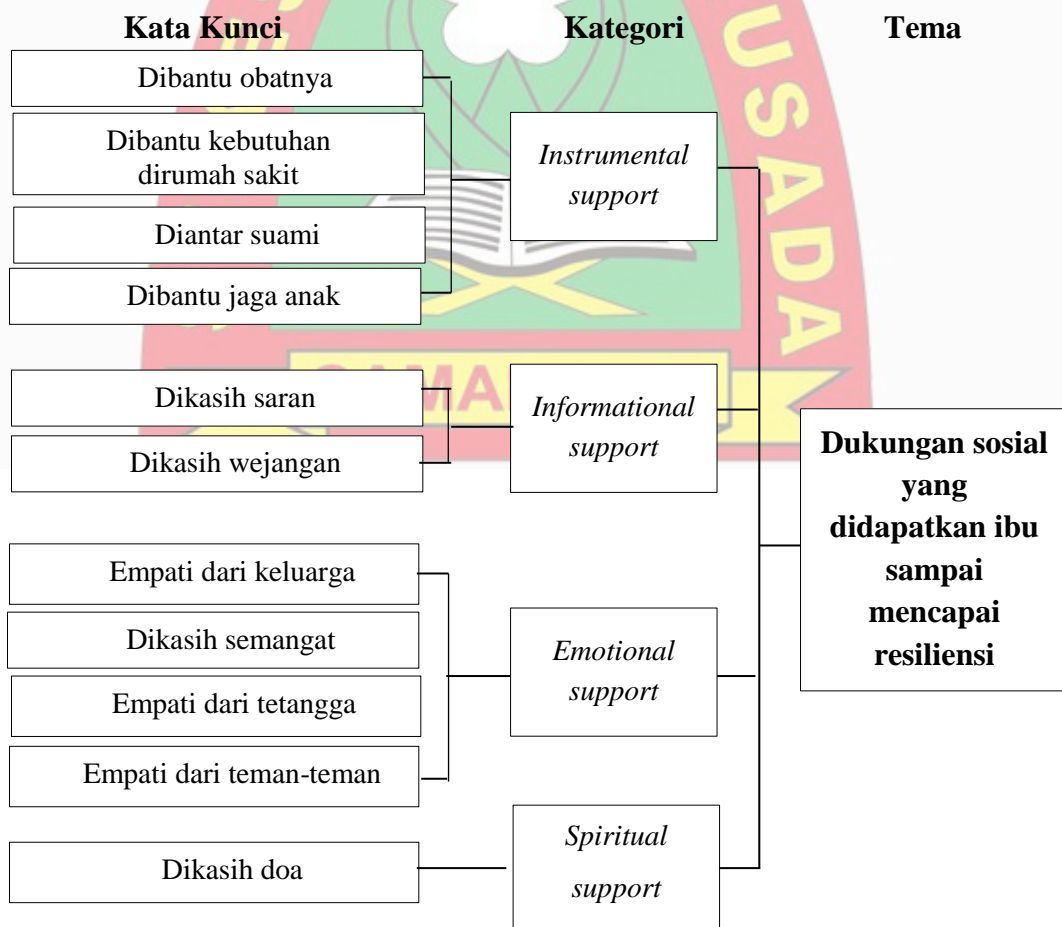 Kata Kunci Kategori Tema
Dibantu obatnya
Dibantu kebutuhan
dirumah sakit
Diantar suami
Dibantu jaga anak
Instrumental
support
Dikasih saran
Dikasih wejangan
Informational
support
Empati dari keluarga
Dikasih semangat
Empati dari tetangga
Empati dari teman-teman
Emotional
support
Dikasih doa
Spiritual
support
Dukungan sosial
yang
didapatkan ibu
sampai
mencapai
resiliensi
USADA